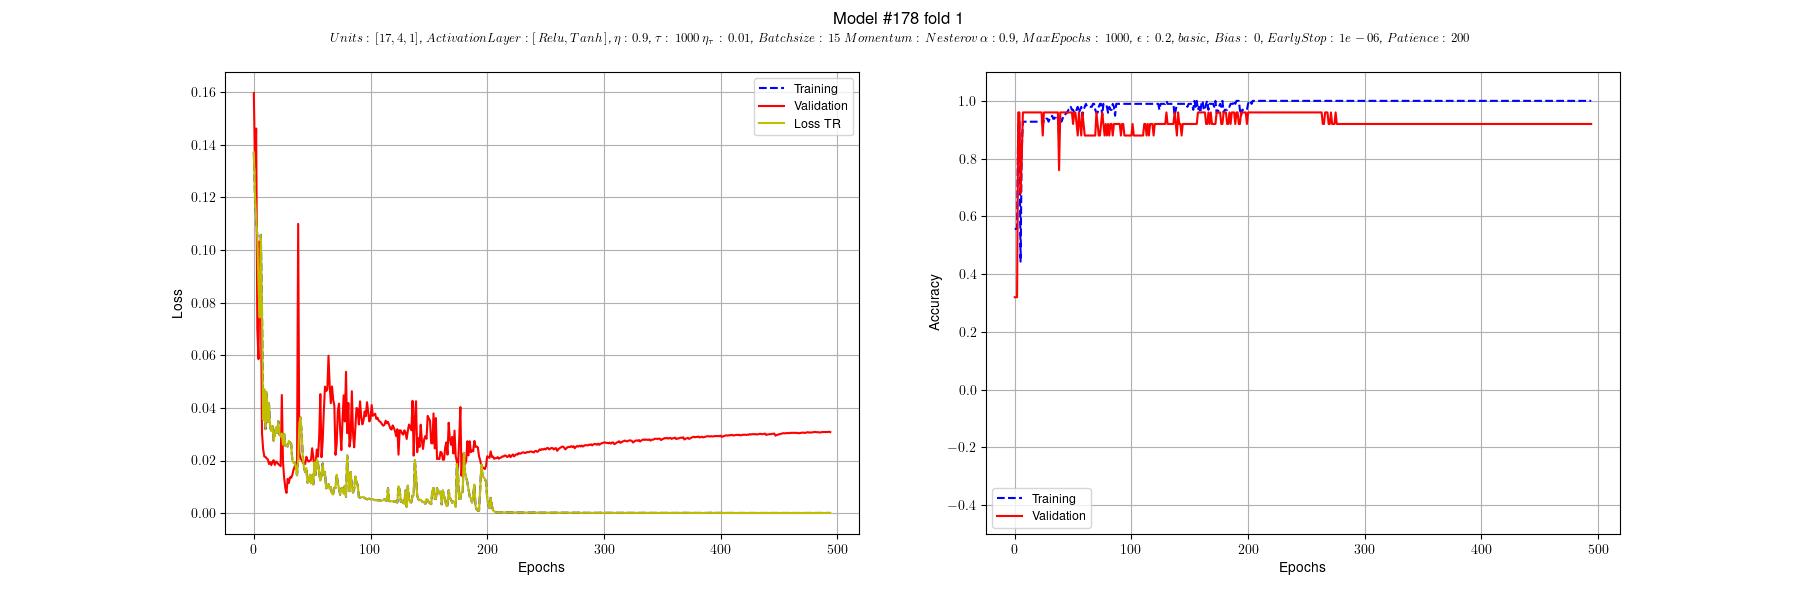 Model #178 fold 1
Units : [17, 4, 1], ActivationLayer : [Relu, Tanh], η : 0.9, τ : 1000 ητ : 0.01, Batchsize : 15 Momentum : Nesterov α : 0.9, MaxEpochs : 1000, ϵ : 0.2, basic, Bias : 0, EarlyStop : 1e − 06, Patience : 200
Training
Validation
Loss TR
0.16
0.14
0.12
0.10
0.08
0.06
0.04
0.02
0.00
Loss
0 100 200 300 400 500
Epochs
1.0
0.8
0.6
0.4
0.2
0.0
−0.2
−0.4
Accuracy
Training
Validation
0 100 200 300 400 500
Epochs